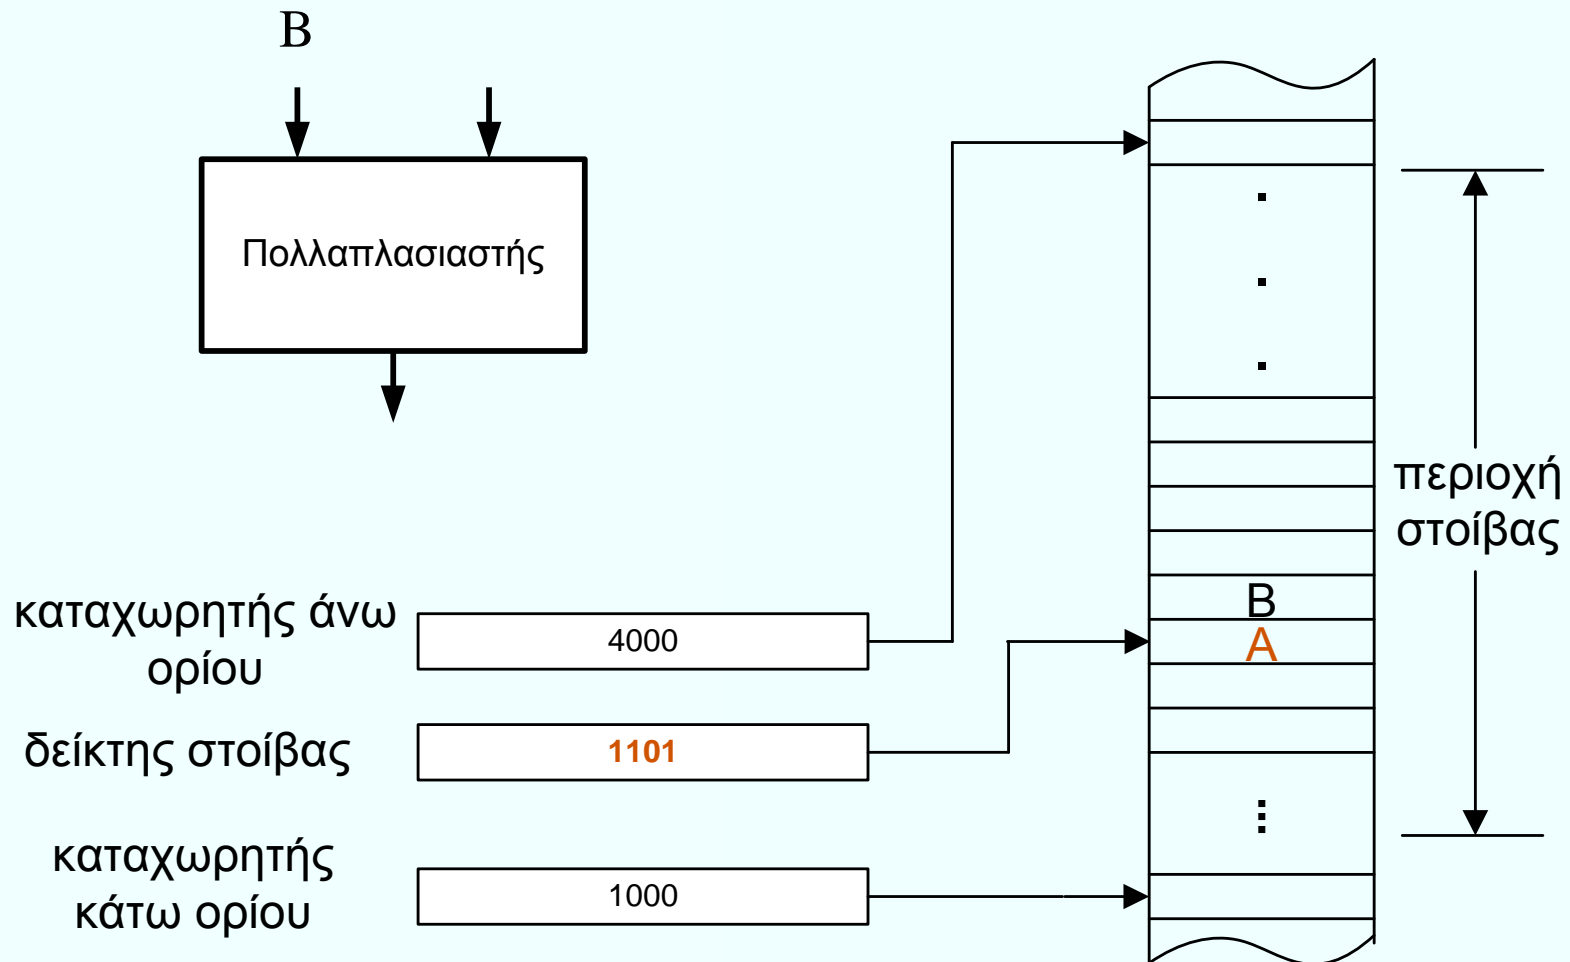 B
Πολλαπλασιαστής
περιοχή
στοίβας
B
A
καταχωρητής άνω
ορίου
4000
δείκτης στοίβας
1101
καταχωρητής
κάτω ορίου
1000